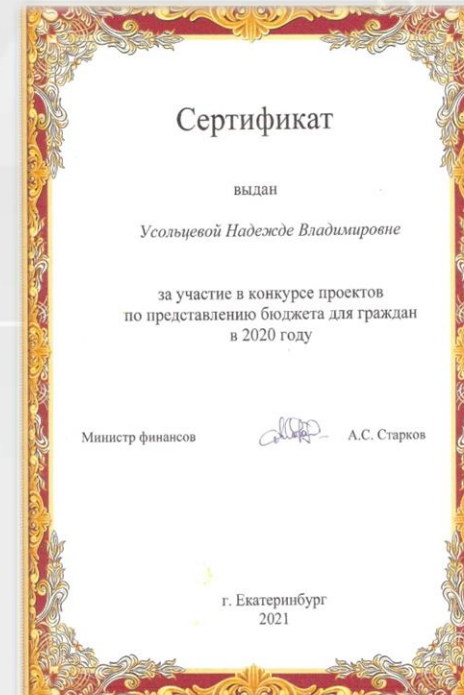 Сертификат
выдан
Усольцевой Надежде Владимировне
за участие в конкурсе проектов
по представлению бюджета для граждан
в 2020 году
Министр финансов А.С. Старков
г. Екатеринбург
2021